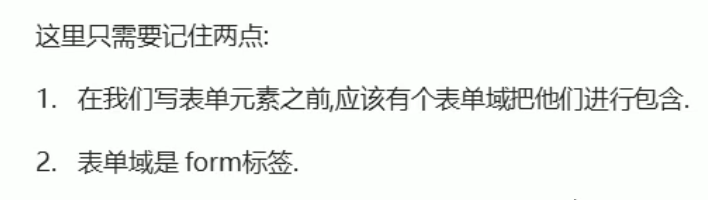 这里只需要记住两点:
1. 在我们写表单元素之前,应该有个表单域把他们进行包含.
2. 表单域是 form标签.